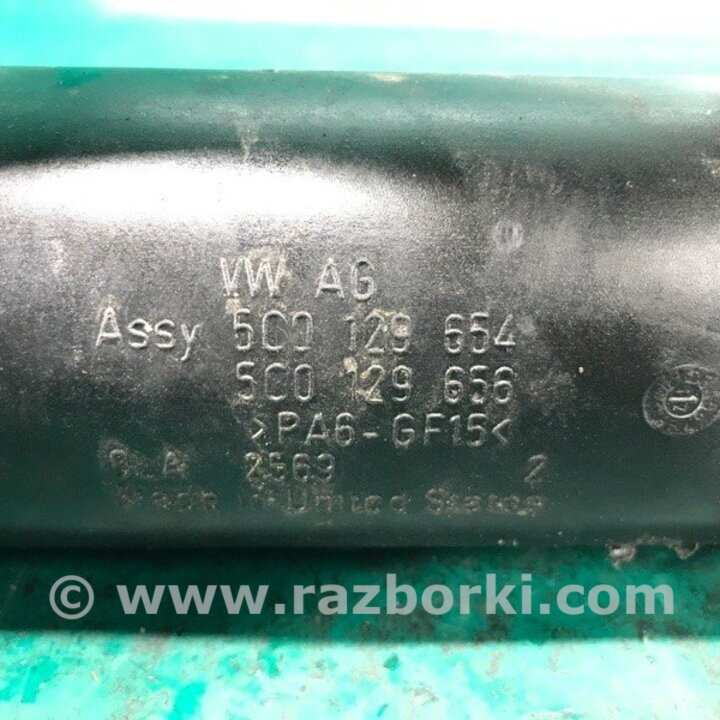 VW AG
Assy 5C0 129 654
5C0 129 656
>PA6-GF15<
2569 2
Made in United States
© www.razborki.com